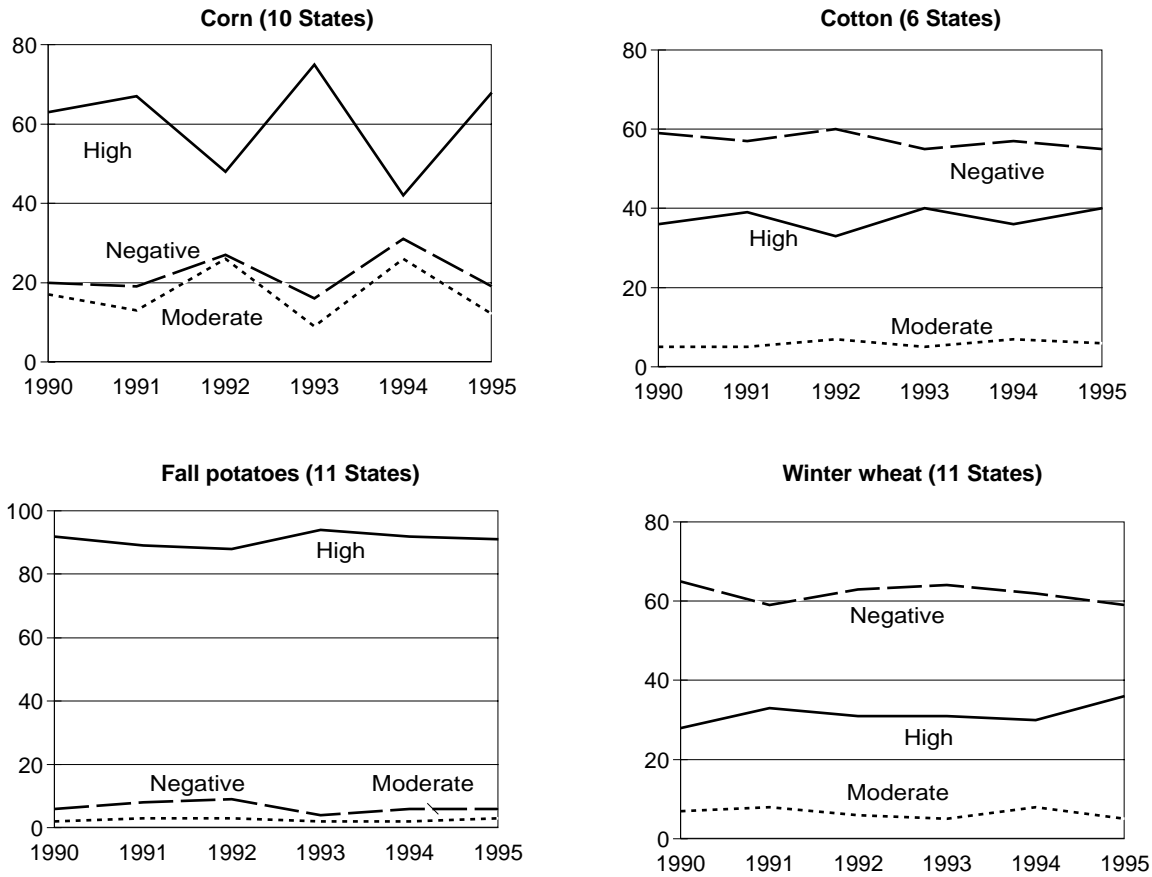 Corn (10 States)
80
60
40
20
0
High
Negative
Moderate
1990 1991 1992 1993 1994 1995
Cotton (6 States)
80
60
40
20
0
Negative
High
Moderate
1990 1991 1992 1993 1994 1995
Fall potatoes (11 States)
100
80
60
40
20
0
High
Negative Moderate
1990 1991 1992 1993 1994 1995
Winter wheat (11 States)
80
60
40
20
0
Negative
High
Moderate
1990 1991 1992 1993 1994 1995